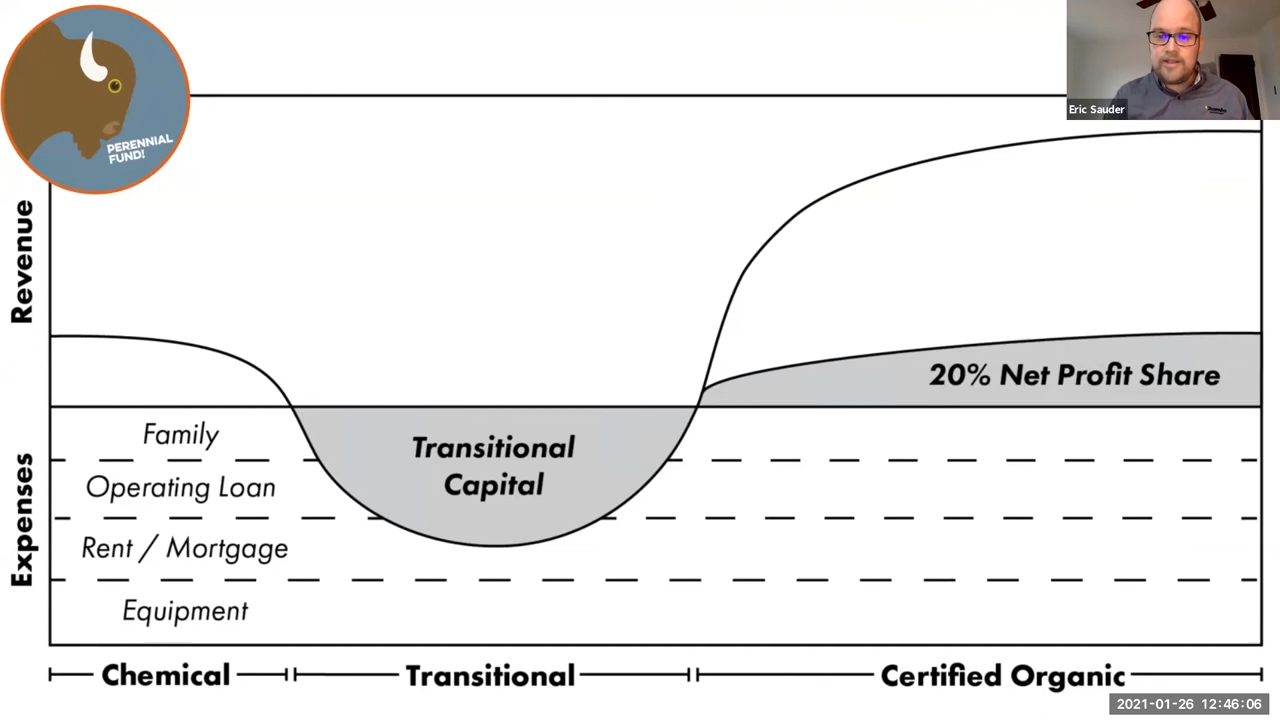 PERENNIAL
FUND!
Eric Sauder
Revenue
20% Net Profit Share
Expenses
Family
Operating Loan
Rent / Mortgage
Equipment
Transitional
Capital
Chemical
Transitional
Certified Organic
2021-01-26 12:46:06